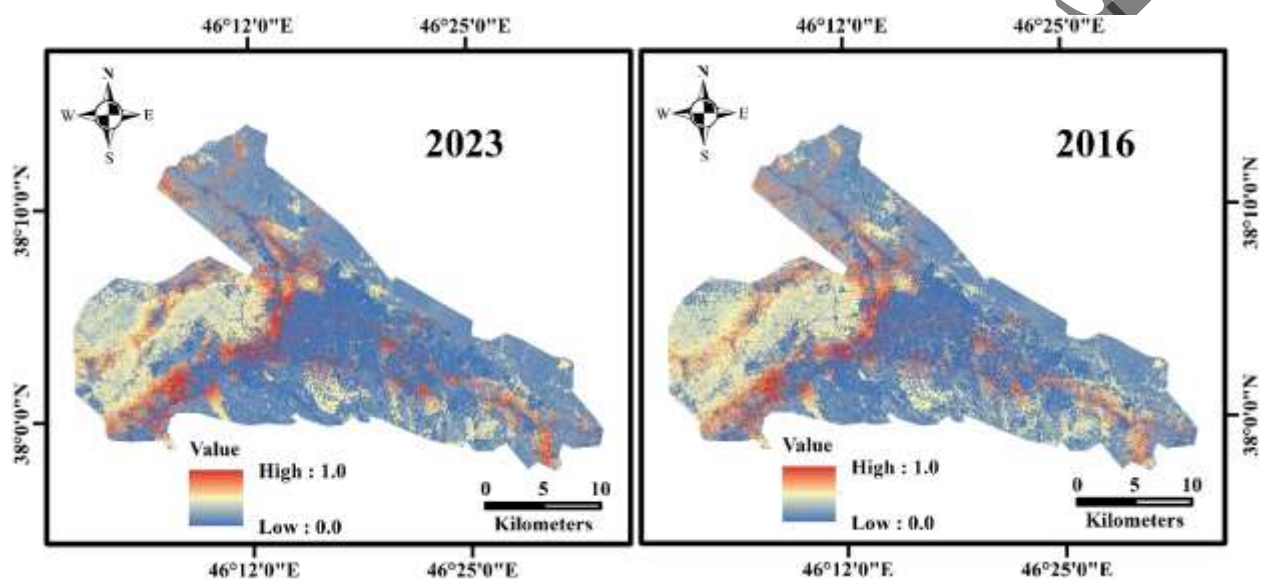 46°12'0"E 46°25'0"E 46°12'0"E 46°25'0"E
N
W E
S
2023
N
W E
S
2016
38°10'0"N
38°0'0"N
38°10'0"N
38°0'0"N
Value
High : 1.0
Low : 0.0
0 5 10
Kilometers
Value
High : 1.0
Low : 0.0
0 5 10
Kilometers
46°12'0"E 46°25'0"E 46°12'0"E 46°25'0"E